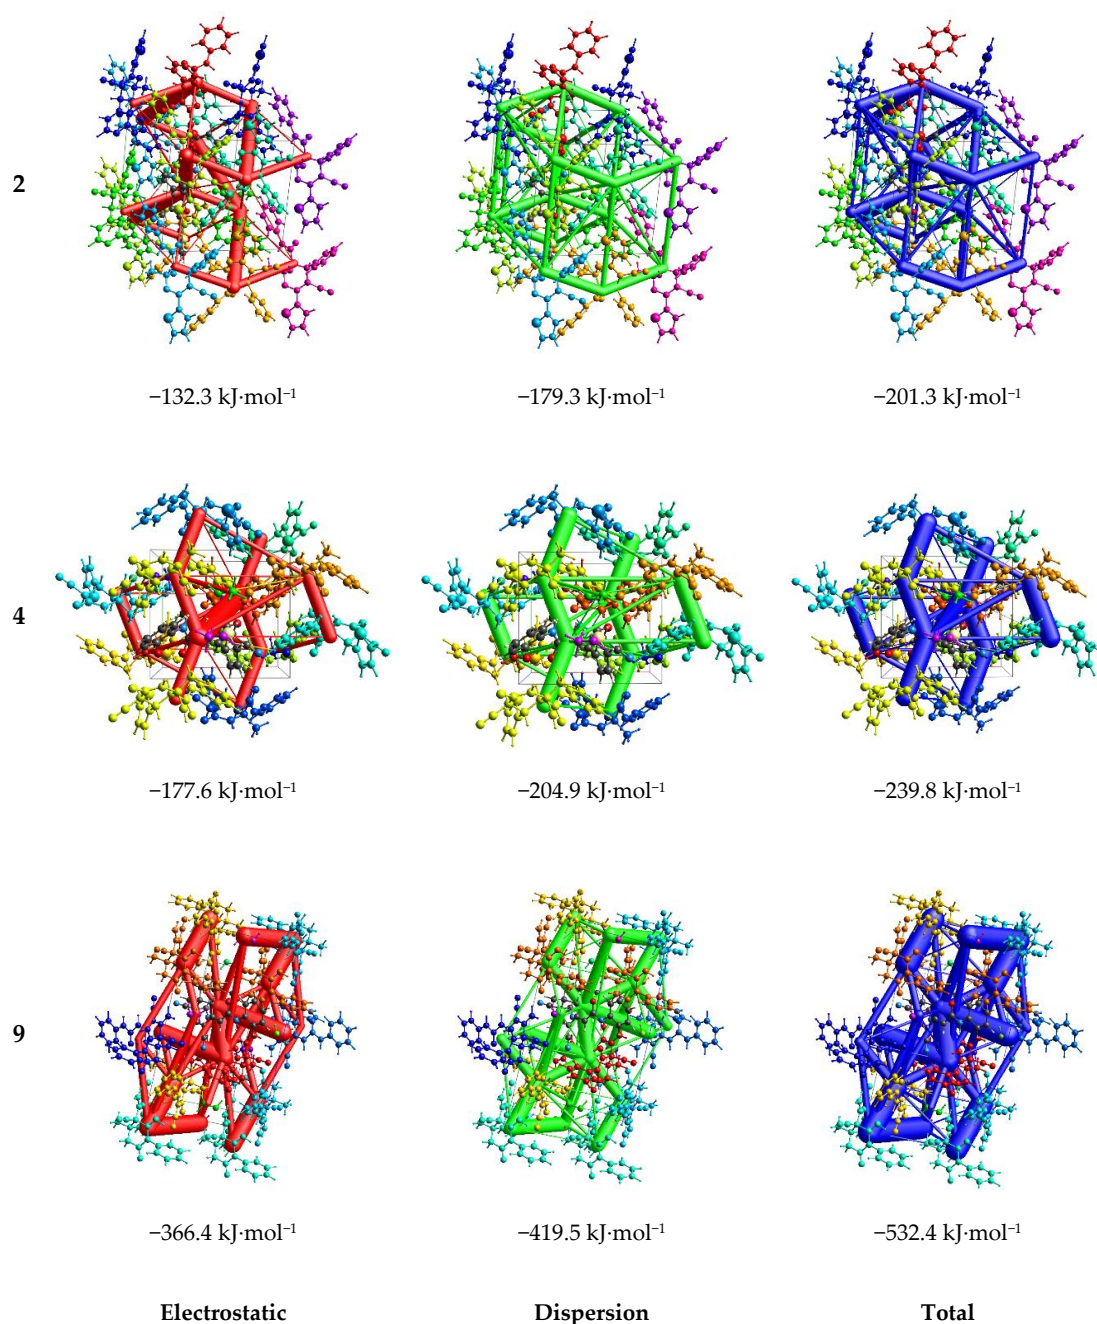 2
−132.3 kJ·mol⁻¹ −179.3 kJ·mol⁻¹ −201.3 kJ·mol⁻¹
4
−177.6 kJ·mol⁻¹ −204.9 kJ·mol⁻¹ −239.8 kJ·mol⁻¹
9
−366.4 kJ·mol⁻¹ −419.5 kJ·mol⁻¹ −532.4 kJ·mol⁻¹
Electrostatic Dispersion Total